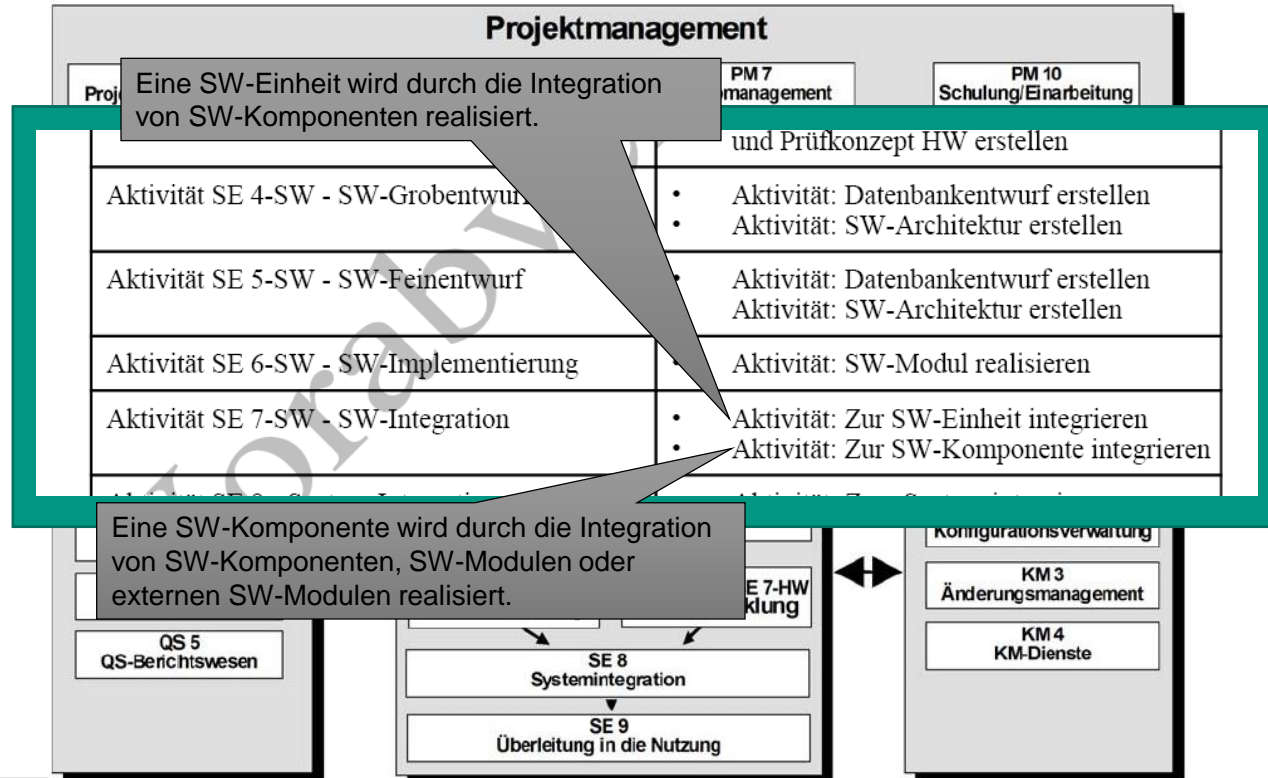 Projektmanagement
Eine SW-Einheit wird durch die Integration
von SW-Komponenten realisiert.
PM 7
PM 10
Schulung/Einarbeitung
und Prüfkonzept HW erstellen
Aktivität SE 4-SW - SW-Grobentwurf
• Aktivität: Datenbankentwurf erstellen
• Aktivität: SW-Architektur erstellen
Aktivität SE 5-SW - SW-Feinentwurf
• Aktivität: Datenbankentwurf erstellen
Aktivität: SW-Architektur erstellen
Aktivität SE 6-SW - SW-Implementierung
• Aktivität: SW-Modul realisieren
Aktivität SE 7-SW - SW-Integration
• Aktivität: Zur SW-Einheit integrieren
• Aktivität: Zur SW-Komponente integrieren
Eine SW-Komponente wird durch die Integration
von SW-Komponenten, SW-Modulen oder
externen SW-Modulen realisiert.
Konfigurationsverwaltung
E 7-HW
klung
KM 3
Änderungsmanagement
QS 5
QS-Berichtswesen
KM 4
KM-Dienste
SE 8
Systemintegration
SE 9
Überleitung in die Nutzung